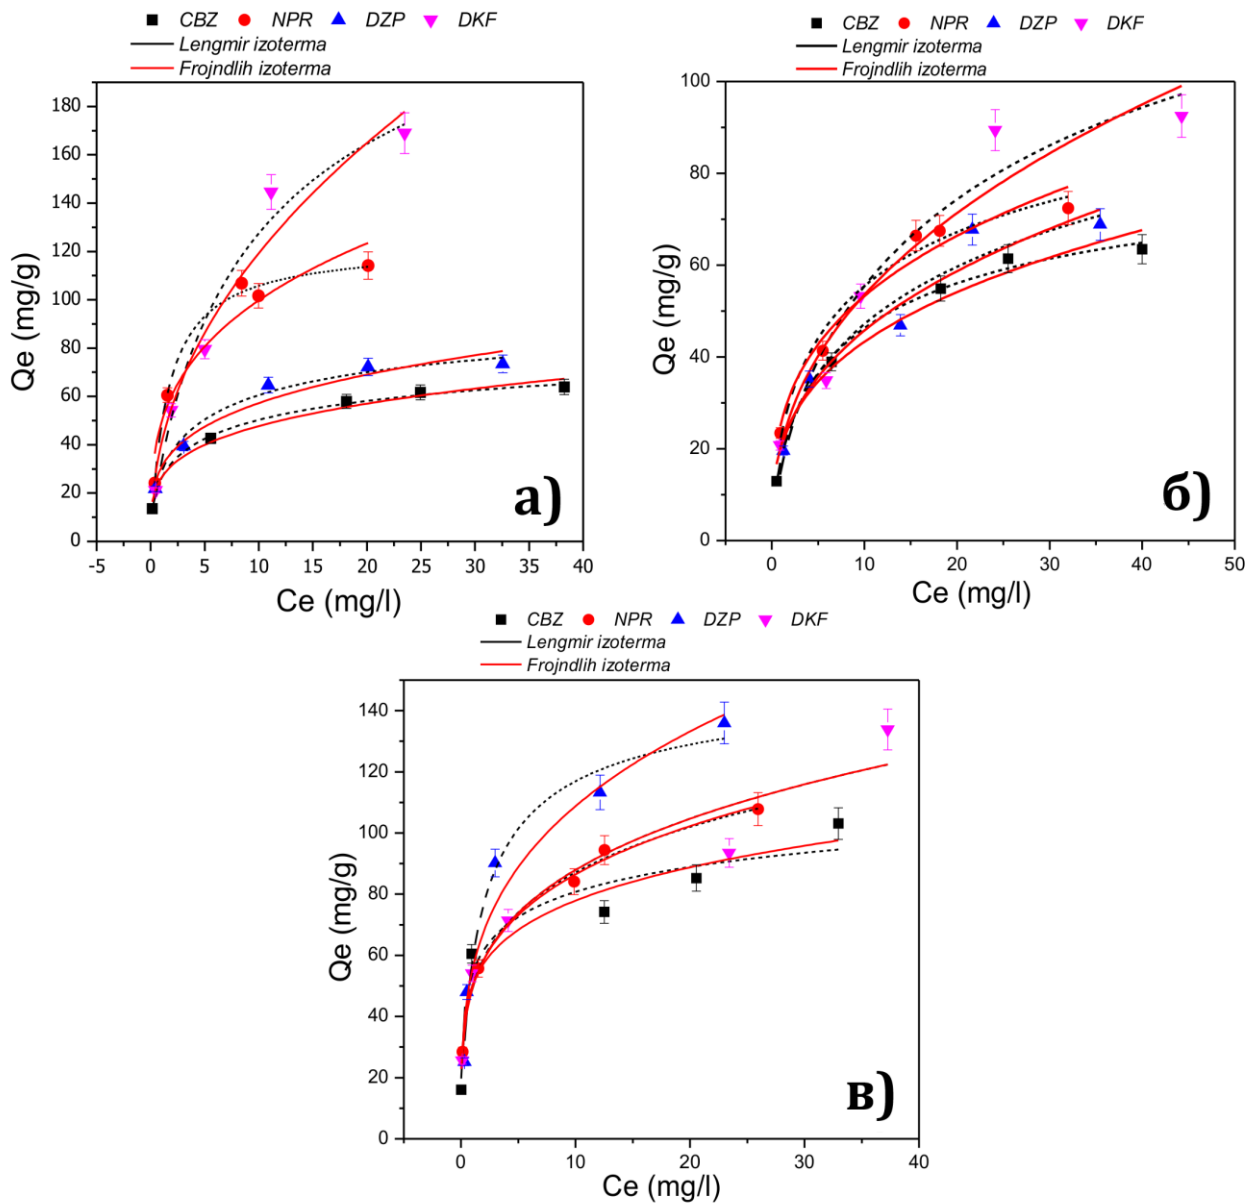 CBZ NPR DZP DKF
Lengmir izoterma
Frojndlih izoterma
180
160
140
120
100
80
60
40
20
0
Qe (mg/g)
-5 0 5 10 15 20 25 30 35 40
Ce (mg/l)
а)
CBZ NPR DZP DKF
Lengmir izoterma
Frojndlih izoterma
100
80
60
40
20
0
Qe (mg/g)
0 10 20 30 40 50
Ce (mg/l)
б)
CBZ NPR DZP DKF
Lengmir izoterma
Frojndlih izoterma
140
120
100
80
60
40
20
0
Qe (mg/g)
0 10 20 30 40
Ce (mg/l)
в)